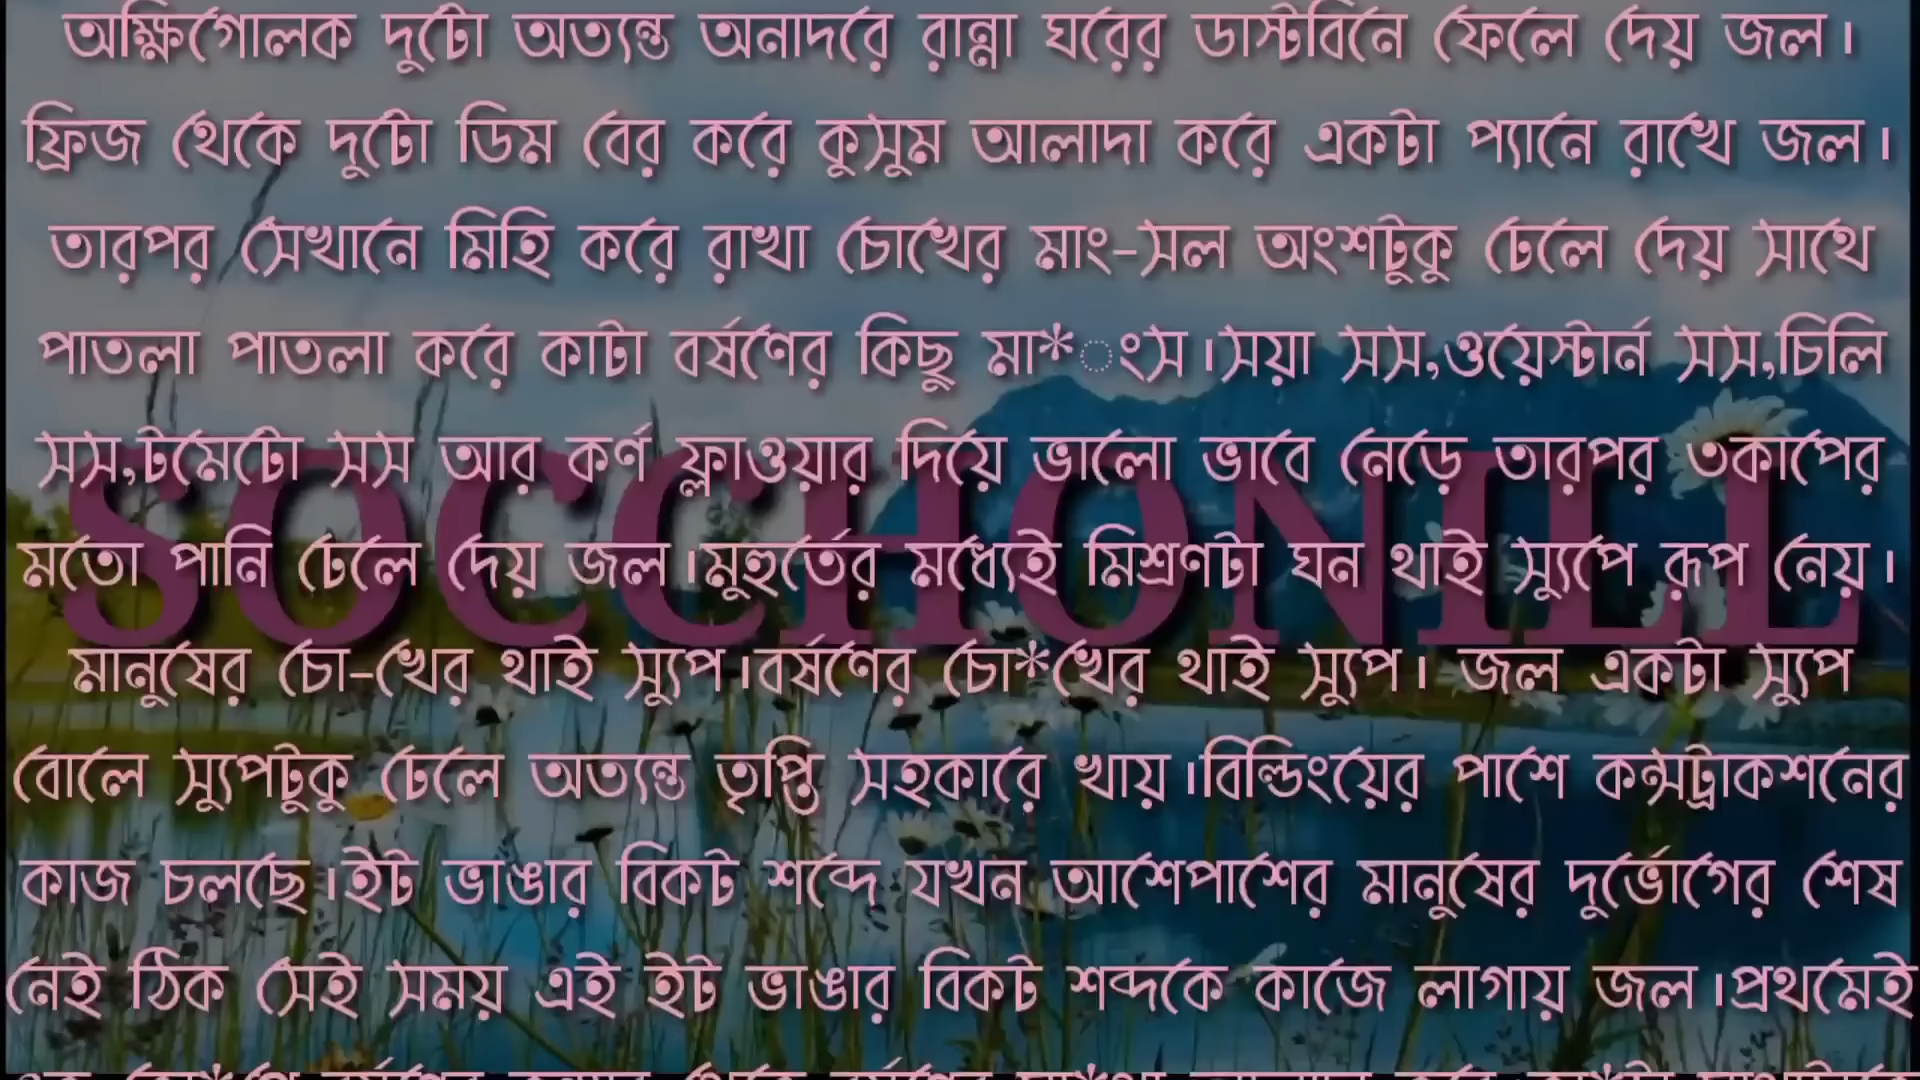 অক্ষিগোলক দুটো অত্যন্ত অনাদরে রান্না ঘরের ডাস্টবিনে ফেলে দেয় জল।
ফ্রিজ থেকে দুটো ডিম বের করে কুসুম আলাদা করে একটা প্যানে রাখে জল।
তারপর সেখানে মিহি করে রাখা চোখের মাং-সল অংশটুকু ঢেলে দেয় সাথে
পাতলা পাতলা করে কাটা বর্ষণের কিছু মা*ংস।সয়া সস,ওয়েস্টার্ন সস,চিলি
সস,টমেটো সস আর কর্ণ ফ্লাওয়ার দিয়ে ভালো ভাবে নেড়ে তারপর ৩কাপের
মতো পানি ঢেলে দেয় জল।মুহুর্তের মধ্যেই মিশ্রণটা ঘন থাই স্যুপে রূপ নেয়।
SOCCHONILL
মানুষের চো-খের থাই স্যুপ।বর্ষণের চো*খের থাই স্যুপ। জল একটা স্যুপ
বোলে স্যুপটুকু ঢেলে অত্যন্ত তৃপ্তি সহকারে খায়।বিল্ডিংয়ের পাশে কন্সট্রাকশনের
কাজ চলছে।ইট ভাঙার বিকট শব্দে যখন আশেপাশের মানুষের দুর্ভোগের শেষ
নেই ঠিক সেই সময় এই ইট ভাঙার বিকট শব্দকে কাজে লাগায় জল।প্রথমেই